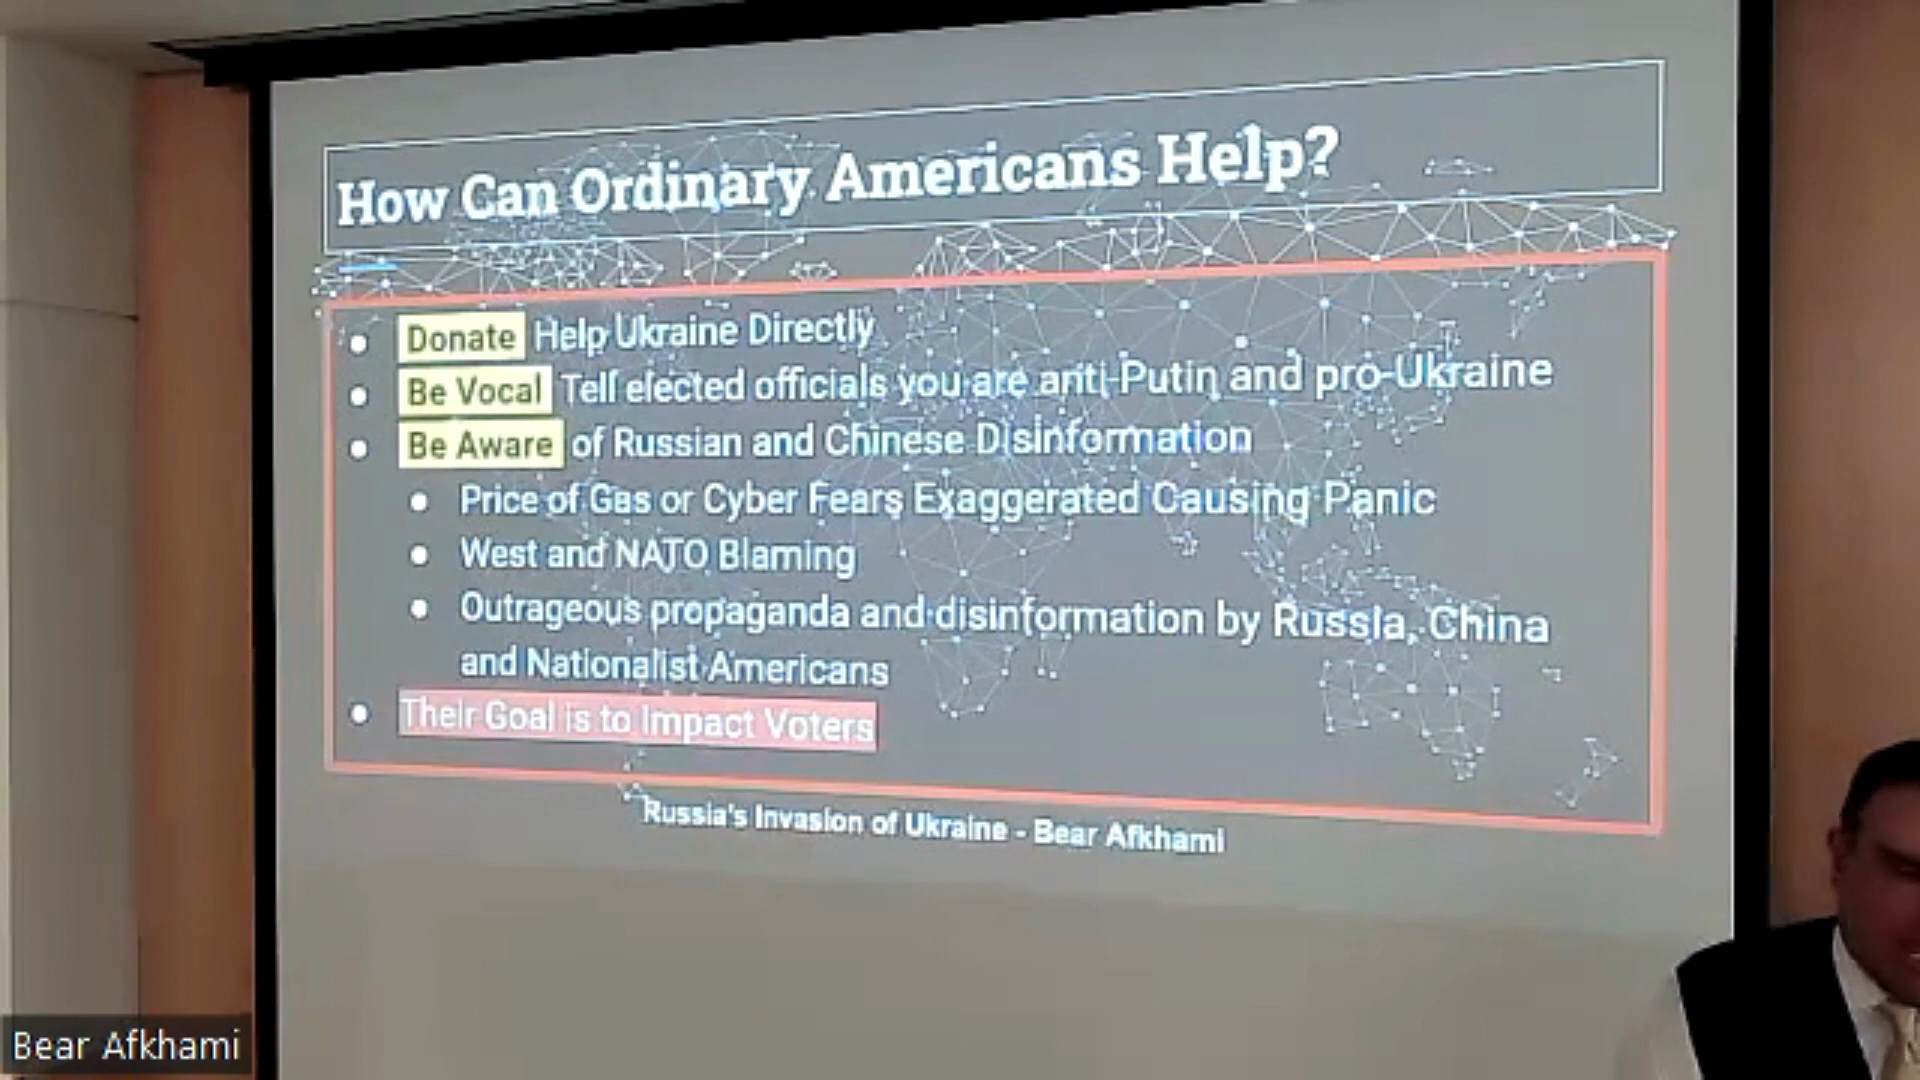 How Can Ordinary Americans Help?
• Donate Help Ukraine Directly
• Be Vocal Tell elected officials you are anti-Putin and pro-Ukraine
• Be Aware of Russian and Chinese Disinformation
• Price of Gas or Cyber Fears Exaggerated Causing Panic
• West and NATO Blaming
• Outrageous propaganda and disinformation by Russia, China
and Nationalist Americans
• Their Goal is to Impact Voters
Russia's Invasion of Ukraine - Bear Afkhami
Bear Afkhami